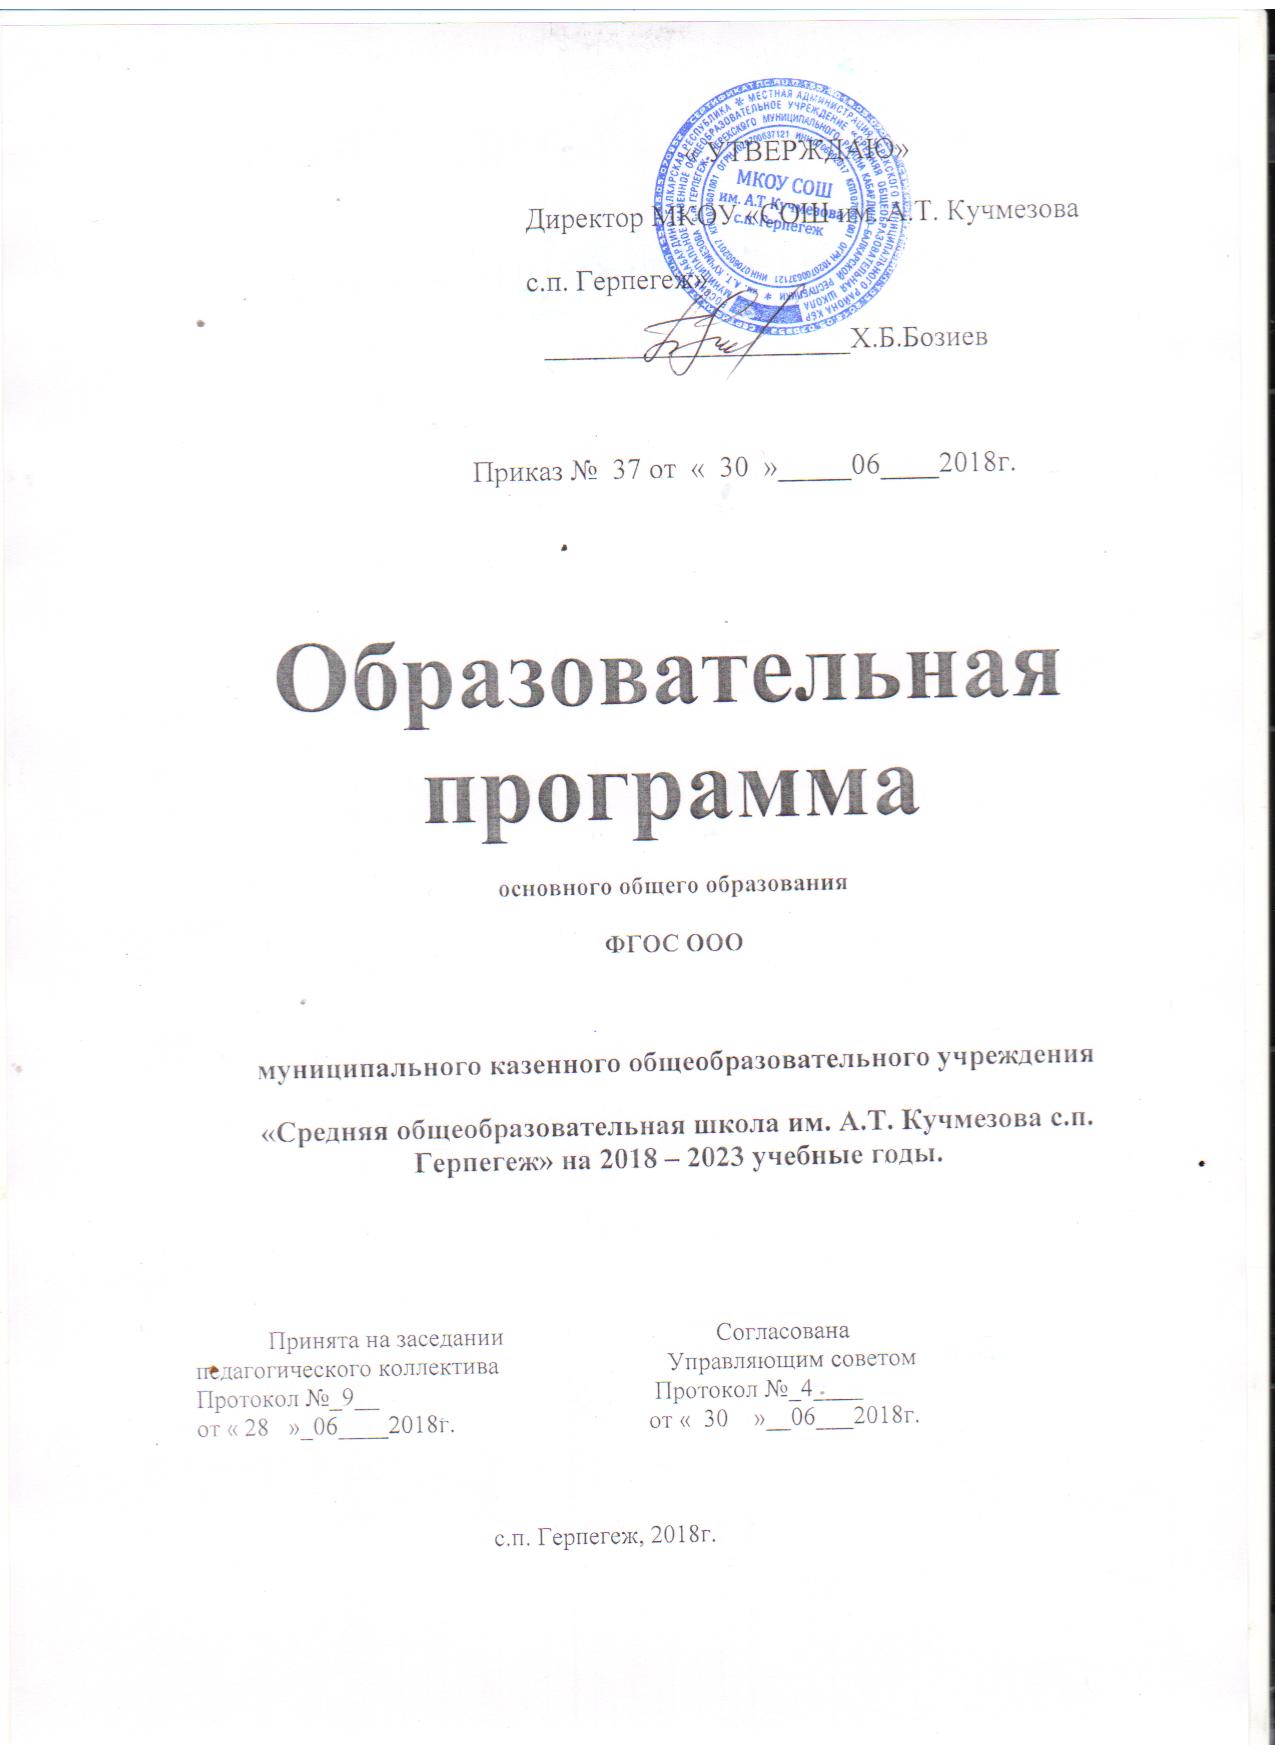 «УТВЕРЖДАЮ»
Директор МКОУ «СОШ им. А.Т. Кучмезова
с.п. Герпегеж»
____________________Х.Б.Бозиев
МКОУ СОШ
им. А.Т. Кучмезова
с.п. Герпегеж
Приказ № 37 от « 30 »_____06____2018г.
Образовательная
программа
основного общего образования
ФГОС ООО
муниципального казенного общеобразовательного учреждения
«Средняя общеобразовательная школа им. А.Т. Кучмезова с.п.
Герпегеж» на 2018 – 2023 учебные годы.
Принята на заседании
педагогического коллектива
Протокол №_9__
от « 28 »_06____2018г.
Согласована
Управляющим советом
Протокол №_4____
от « 30 »__06___2018г.
с.п. Герпегеж, 2018г.